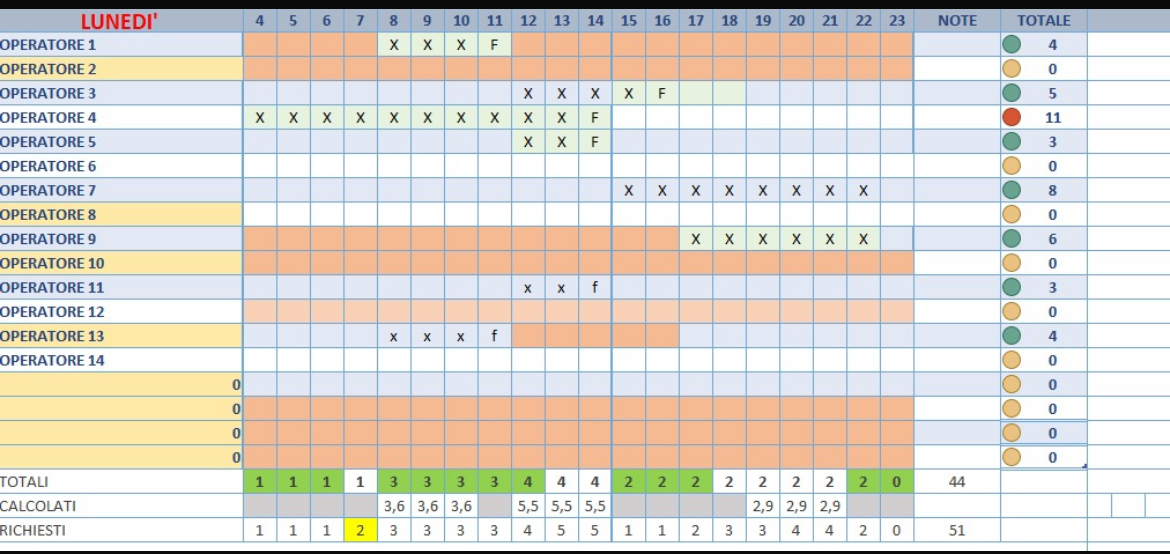 LUNEDI' 4 5 6 7 8 9 10 11 12 13 14 15 16 17 18 19 20 21 22 23 NOTE TOTALE
OPERATORE 1 X X X F 4
OPERATORE 2 0
OPERATORE 3 X X X X F 5
OPERATORE 4 X X X X X X X X X X F 11
OPERATORE 5 X X F 3
OPERATORE 6 0
OPERATORE 7 X X X X X X X X 8
OPERATORE 8 0
OPERATORE 9 X X X X X X 6
OPERATORE 10 0
OPERATORE 11 x x f 3
OPERATORE 12 0
OPERATORE 13 x x x f 4
OPERATORE 14 0
0 0
0 0
0 0
0 0
TOTALI 1 1 1 1 3 3 3 3 4 4 4 2 2 2 2 2 2 2 2 0 44
CALCOLATI 3,6 3,6 3,6 5,5 5,5 5,5 2,9 2,9 2,9
RICHIESTI 1 1 1 2 3 3 3 3 4 5 5 1 1 2 3 3 4 4 2 0 51